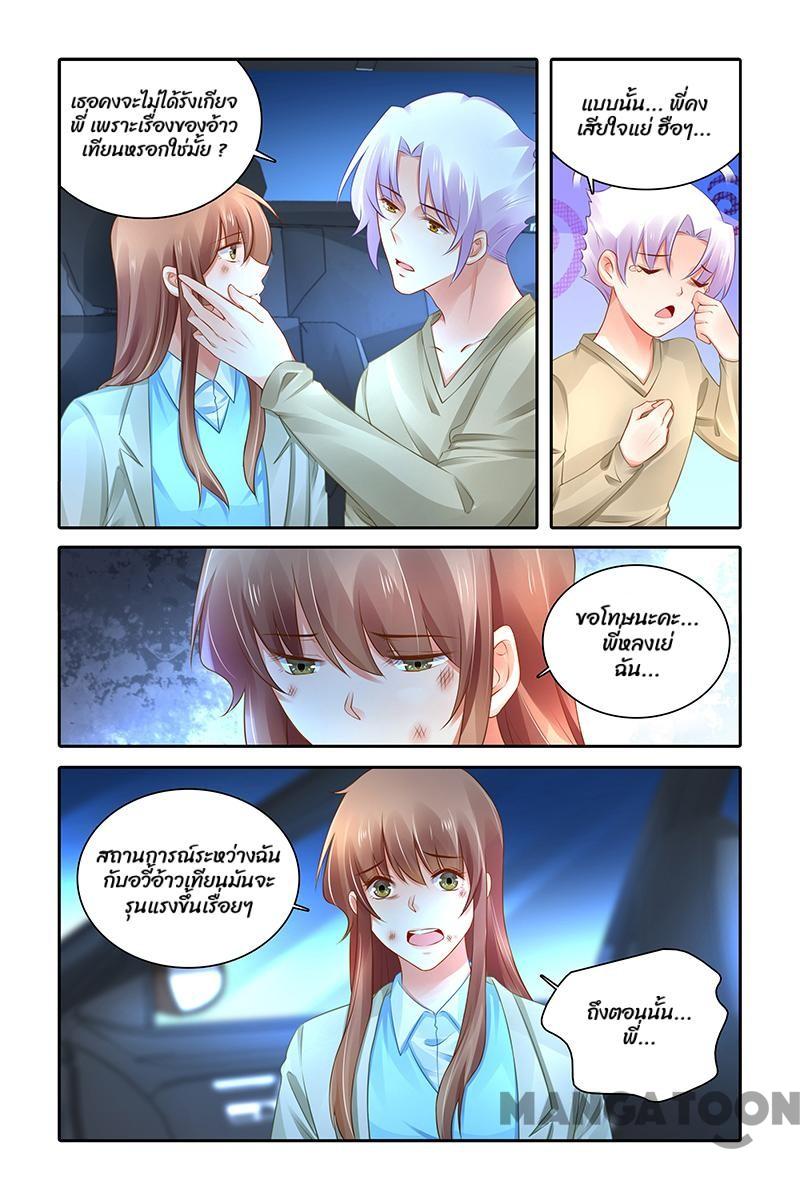 เธอคงจะไม่ได้รังเกียจ
พี่ เพราะเรื่องของอ้าว
เทียนหรอกใช่มั้ย ?
แบบนั้น... พี่คง
เสียใจแย่ ฮือๆ...
ขอโทษนะคะ...
พี่หลงเย่
ฉัน...
สถานการณ์ระหว่างฉัน
กับอวี้อ้าวเทียนมันจะ
รุนแรงขึ้นเรื่อยๆ
ถึงตอนนั้น...
พี่...
MANGATOON